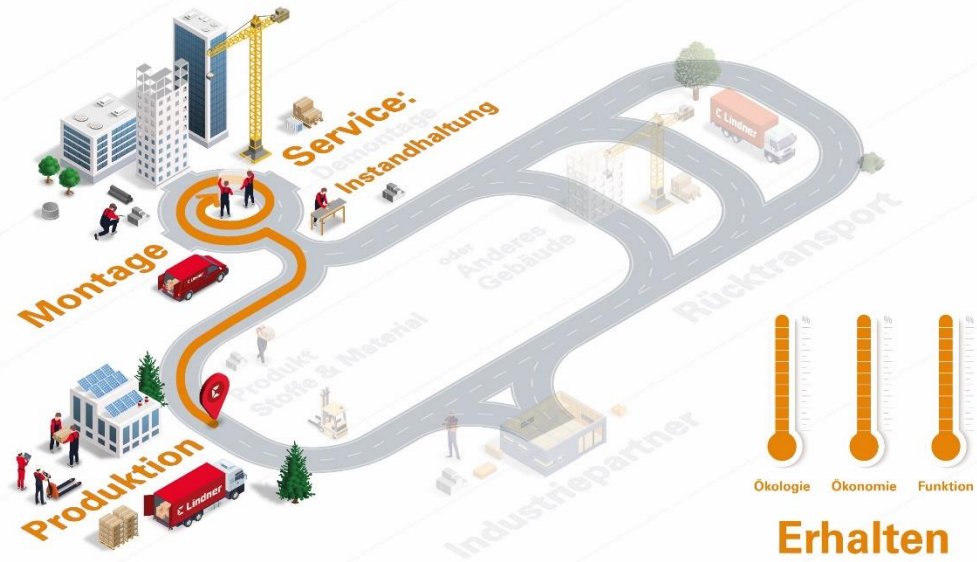 Service:
Demontage
Instandhaltung
Lindner
oder
Anderes
Gebäude
Rücktransport
Montage
Lindner
Produkt
Stoffe & Material
Produktion
Lindner
Industriepartner
% % %
Ökologie Ökonomie Funktion
Erhalten